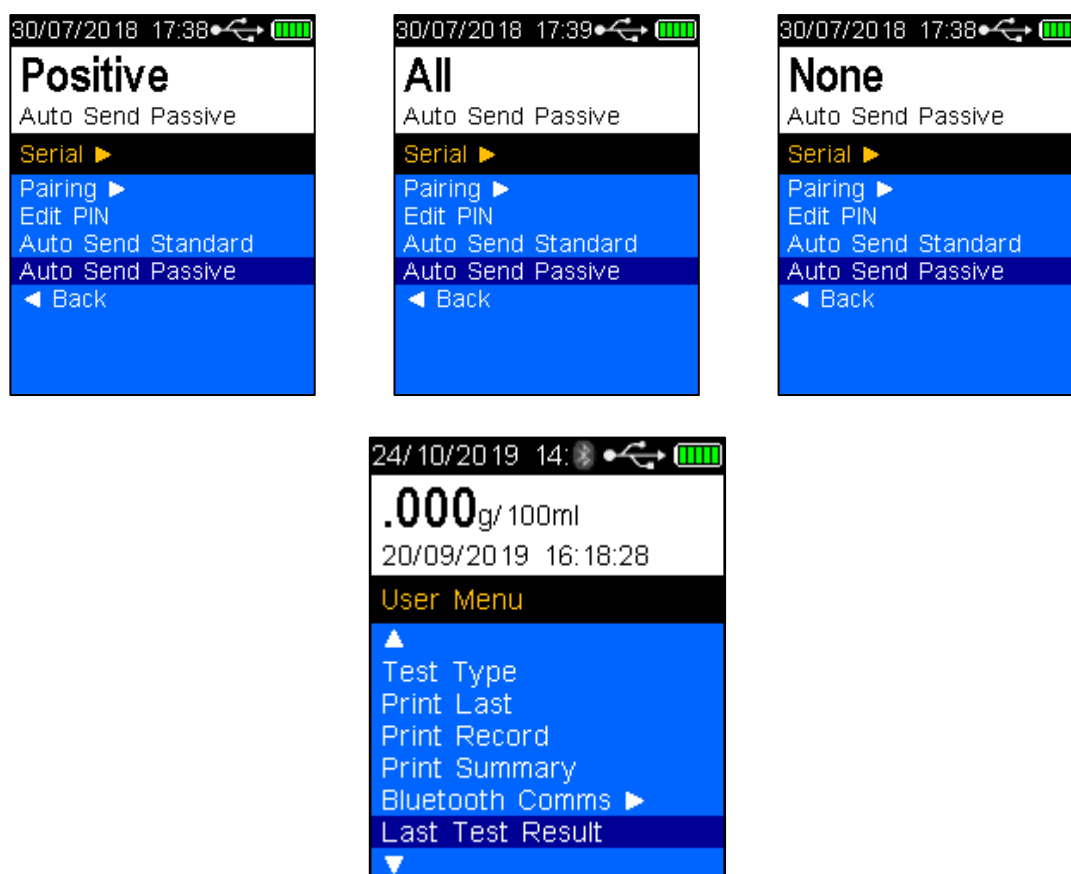 30/07/2018 17:38
Positive
Auto Send Passive
Serial ▶
Pairing ▶
Edit PIN
Auto Send Standard
Auto Send Passive
◀ Back
30/07/2018 17:39
All
Auto Send Passive
Serial ▶
Pairing ▶
Edit PIN
Auto Send Standard
Auto Send Passive
◀ Back
30/07/2018 17:38
None
Auto Send Passive
Serial ▶
Pairing ▶
Edit PIN
Auto Send Standard
Auto Send Passive
◀ Back
24/10/2019 14:
.000g/100ml
20/09/2019 16:18:28
User Menu
▲
Test Type
Print Last
Print Record
Print Summary
Bluetooth Comms ▶
Last Test Result
▼